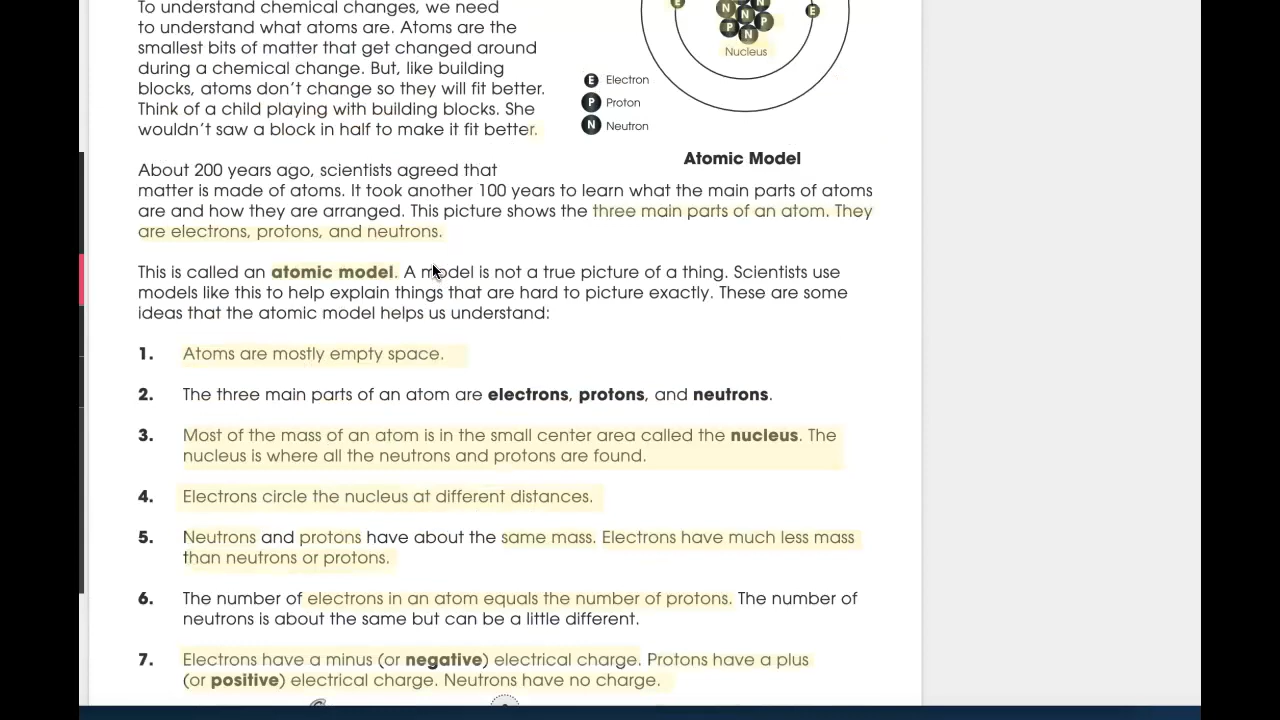 To understand chemical changes, we need
to understand what atoms are. Atoms are the
smallest bits of matter that get changed around
during a chemical change. But, like building
blocks, atoms don't change so they will fit better.
Think of a child playing with building blocks. She
wouldn't saw a block in half to make it fit better.
E
N
N
E
N
P
P
N
Nucleus
E Electron
P Proton
N Neutron
Atomic Model
About 200 years ago, scientists agreed that
matter is made of atoms. It took another 100 years to learn what the main parts of atoms
are and how they are arranged. This picture shows the three main parts of an atom. They
are electrons, protons, and neutrons.
This is called an atomic model. A model is not a true picture of a thing. Scientists use
models like this to help explain things that are hard to picture exactly. These are some
ideas that the atomic model helps us understand:
1. Atoms are mostly empty space.
2. The three main parts of an atom are electrons, protons, and neutrons.
3. Most of the mass of an atom is in the small center area called the nucleus. The
nucleus is where all the neutrons and protons are found.
4. Electrons circle the nucleus at different distances.
5. Neutrons and protons have about the same mass. Electrons have much less mass
than neutrons or protons.
6. The number of electrons in an atom equals the number of protons. The number of
neutrons is about the same but can be a little different.
7. Electrons have a minus (or negative) electrical charge. Protons have a plus
(or positive) electrical charge. Neutrons have no charge.